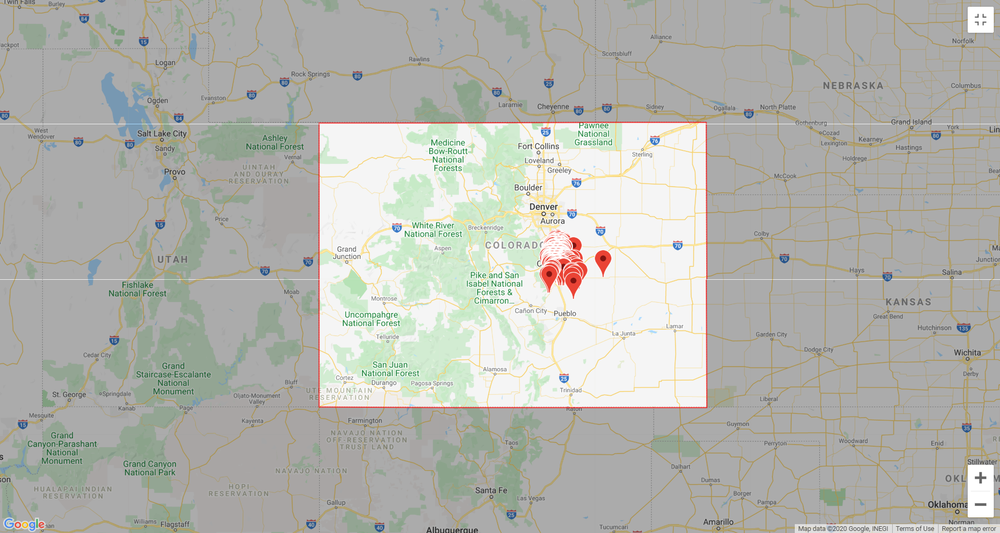 Twin Falls
Burley
84
15
Jackpot
Logan
Rock Springs
80
80
Rawlins
25
80
Alliance
Scottsbluff
Norfolk
NEBRASKA
Columbus
Evanston
80
Ogden
84
80
Laramie
Cheyenne
80
80
Sidney
Ogallala
80
North Platte
Gothenburg
Grand Island
York
Cozad
Lexington
Kearney
80
Hastings
Holdrege
West
Wendover
80
80
Salt Lake City
Sandy
Ashley
National Forest
Vernal
Provo
UINTAH
AND OURAY
RESERVATION
Medicine
Bow-Routt
National
Forests
25
Pawnee
National
Grassland
76
Fort Collins
Sterling
Loveland
Greeley
76
Boulder
Denver
70
Aurora
McCook
Price
15
70
White River
National Forest
Breckenridge
70
Colby
Grand
Junction
Aspen
COLORADO
70
70
UTAH
70
70
Hays
70
Salina
Junction
Fishlake
National Forest
Moab
Montrose
Pike and San
Isabel National
Forests &
Cimarron...
Cañon City
Pueblo
KANSAS
Great Bend
Hutchinson
135
Uncompahgre
National Forest
Telluride
La Junta
Lamar
Garden City
Dodge City
Wichita
Derby
15
Cedar City
Grand
Staircase-Escalante
National
Monument
San Juan
National Forest
Alamosa
Cortez
Durango
Pagosa Springs
25
Trinidad
UTE MOUNTAIN
RESERVATION
Bluff
St. George
Springdale
Oljato-Monument
Valley
Kanab
Page
Mesquite
15
Kayenta
Farmington
Raton
Liberal
Guymon
35
Grand
Canyon-Parashant
National
Monument
NAVAJO NATION
OFF-RESERVATION
TRUST LAND
Taos
Perryton
Woodward
Enid
Stillwater
Grand Canyon
National Park
NAVAJO NATION
Dalhart
Dumas
HUALAPAI INDIAN
RESERVATION
HOPI
RESERVATION
Santa Fe
Las Vegas
Borger
Pampa
Gallup
25
Williams
Flagstaff
40
40
Albuquerque
Tucumcari
Amarillo
Norman
Google
Map data ©2020 Google, INEGI
Terms of Use
Report a map error